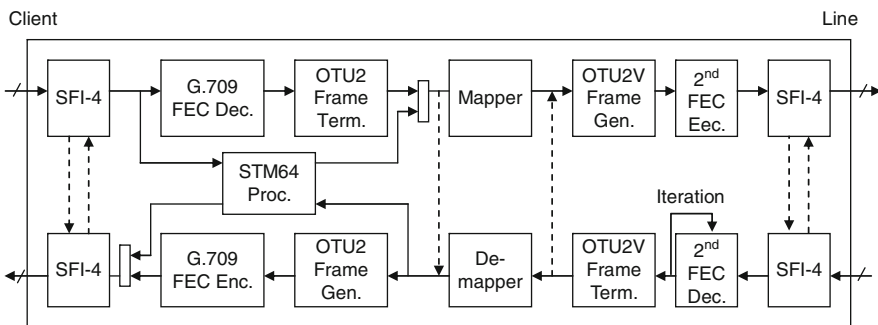 Client
Line
SFI-4
G.709
FEC Dec.
OTU2
Frame
Term.
Mapper
OTU2V
Frame
Gen.
2nd
FEC
Eec.
SFI-4
STM64
Proc.
Iteration
SFI-4
G.709
FEC Enc.
OTU2
Frame
Gen.
De-
mapper
OTU2V
Frame
Term.
2nd
FEC
Dec.
SFI-4